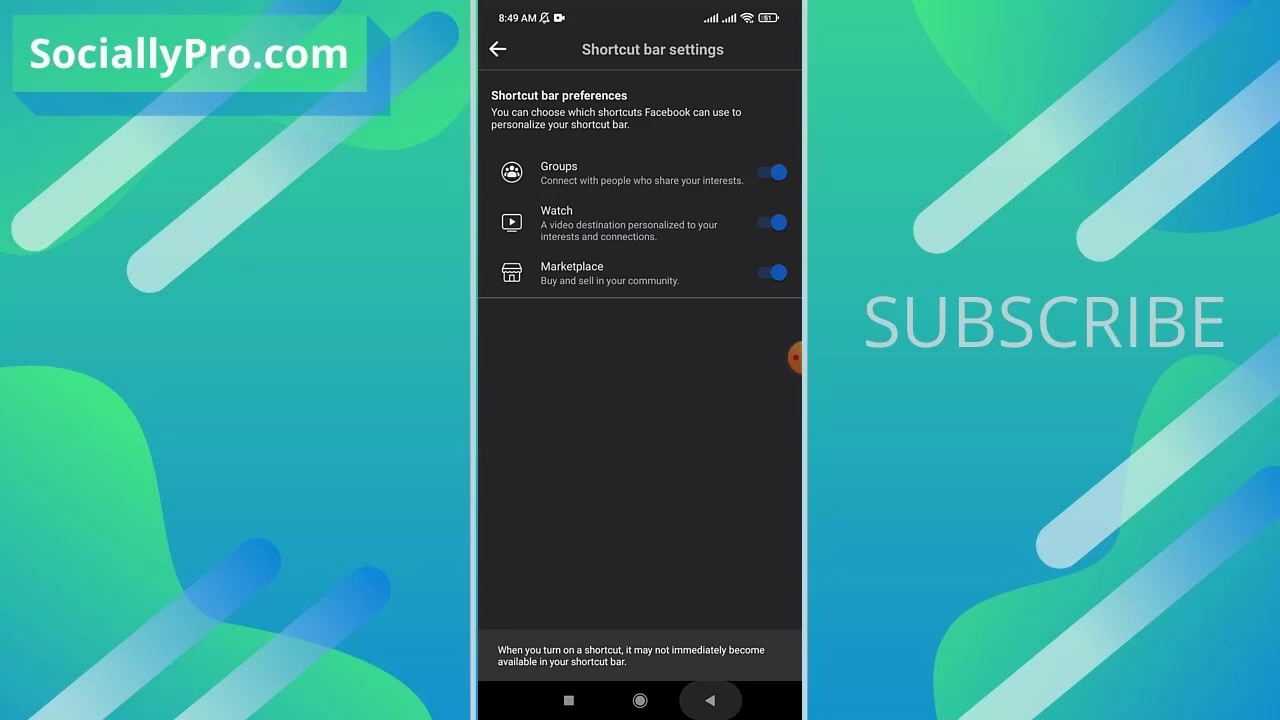 SociallyPro.com
8:49 AM
51
Shortcut bar settings
Shortcut bar preferences
You can choose which shortcuts Facebook can use to
personalize your shortcut bar.
Groups
Connect with people who share your interests.
Watch
A video destination personalized to your
interests and connections.
Marketplace
Buy and sell in your community.
SUBSCRIBE
When you turn on a shortcut, it may not immediately become
available in your shortcut bar.